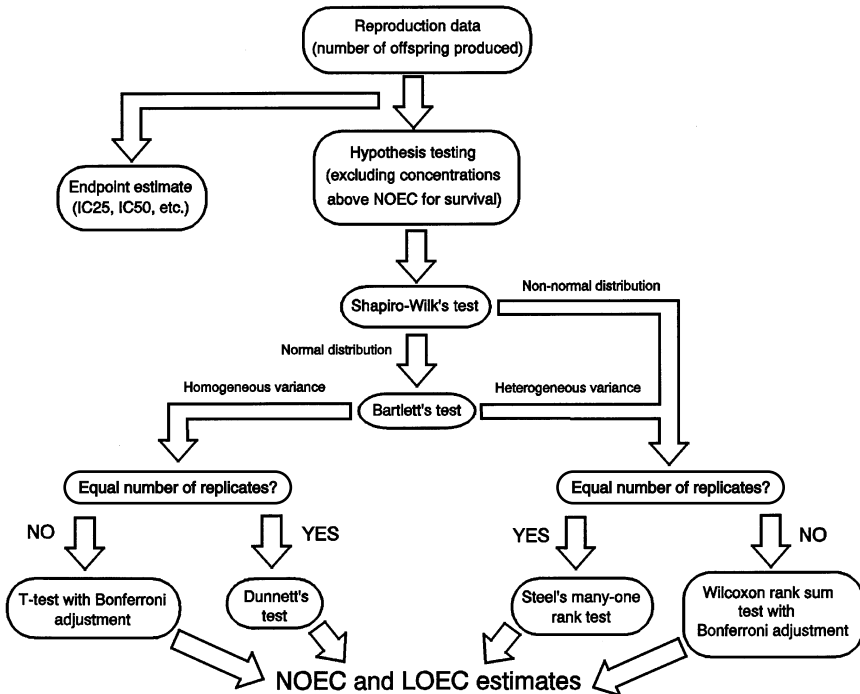 Reproduction data
(number of offspring produced)
Hypothesis testing
(excluding concentrations
above NOEC for survival)
Endpoint estimate
(IC25, IC50, etc.)
Non-normal distribution
Shapiro-Wilk's test
Normal distribution
Homogeneous variance
Heterogeneous variance
Bartlett's test
Equal number of replicates?
Equal number of replicates?
NO
YES
YES
NO
T-test with Bonferroni
adjustment
Dunnett's
test
Steel's many-one
rank test
Wilcoxon rank sum
test with
Bonferroni adjustment
NOEC and LOEC estimates